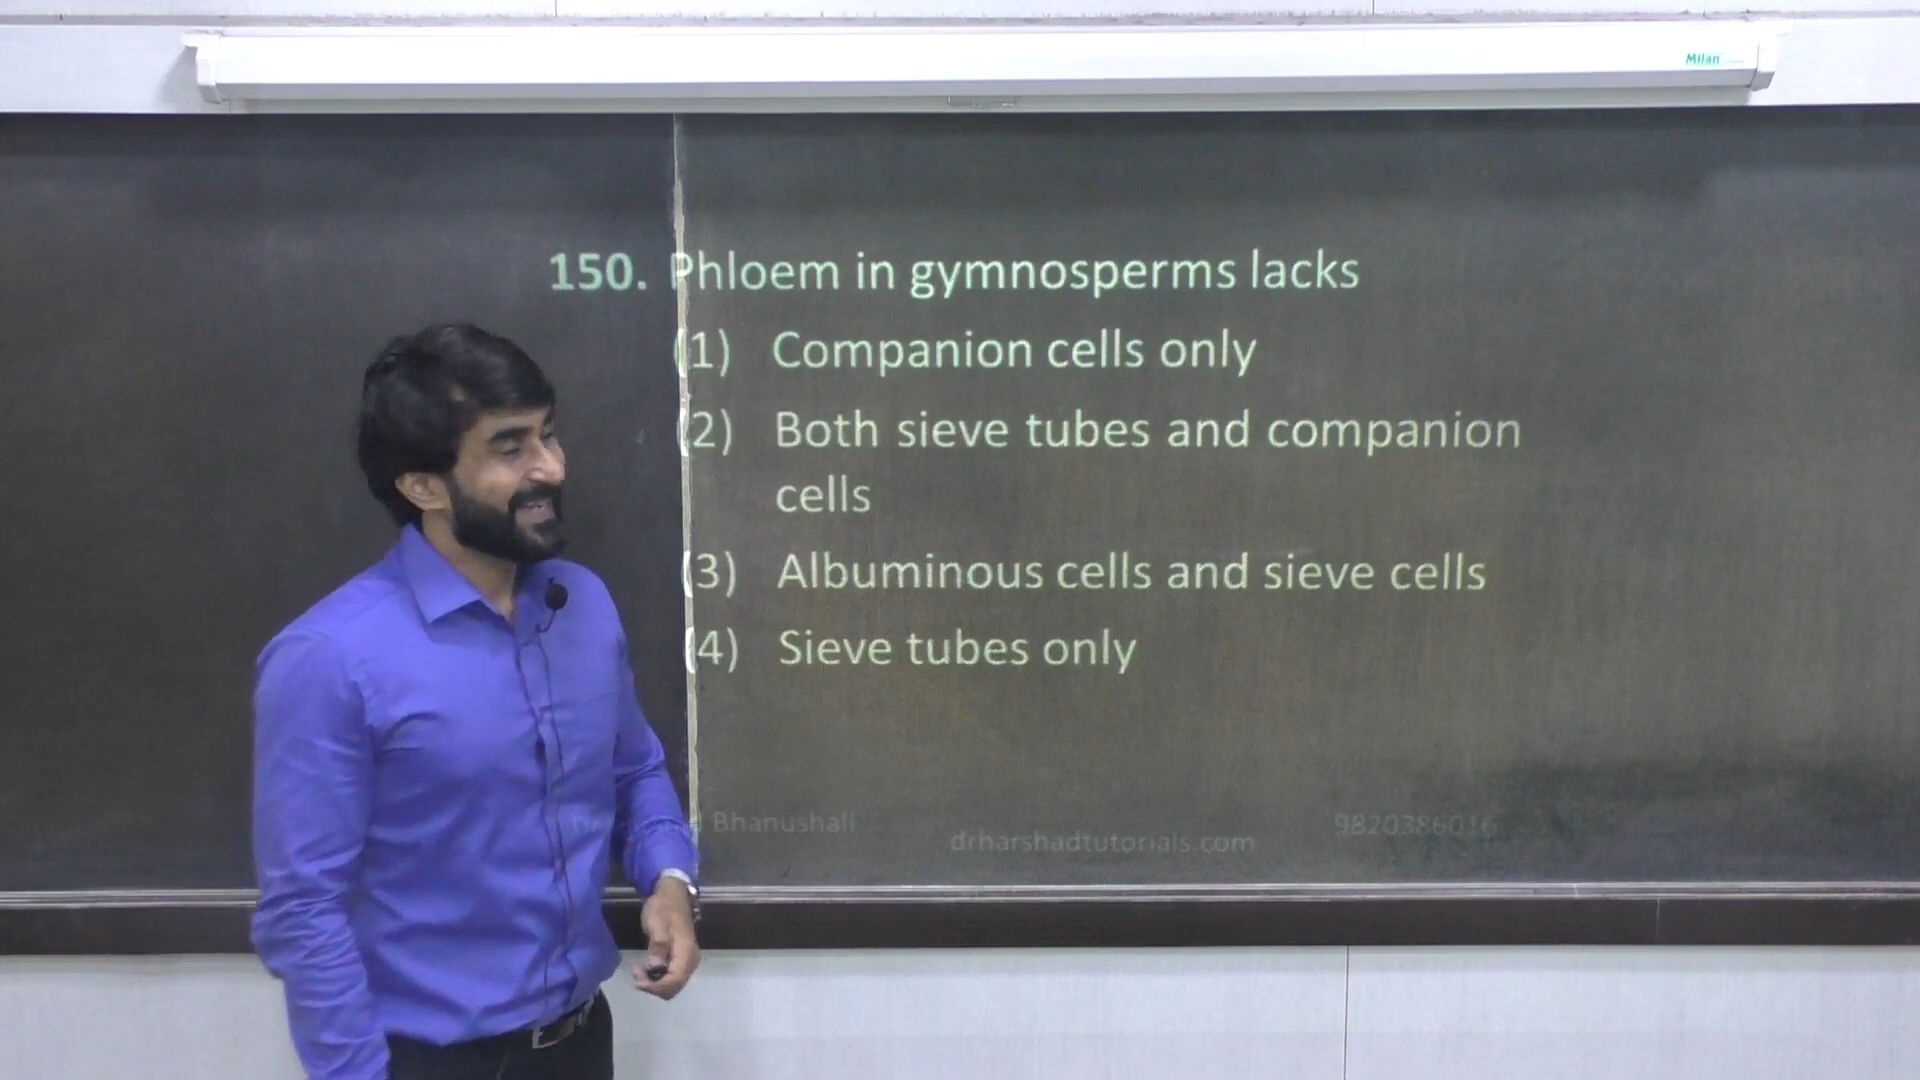 Milan
150. Phloem in gymnosperms lacks
(1) Companion cells only
(2) Both sieve tubes and companion
cells
(3) Albuminous cells and sieve cells
(4) Sieve tubes only
Bhanushali
drharshadtutorials.com
9820386016